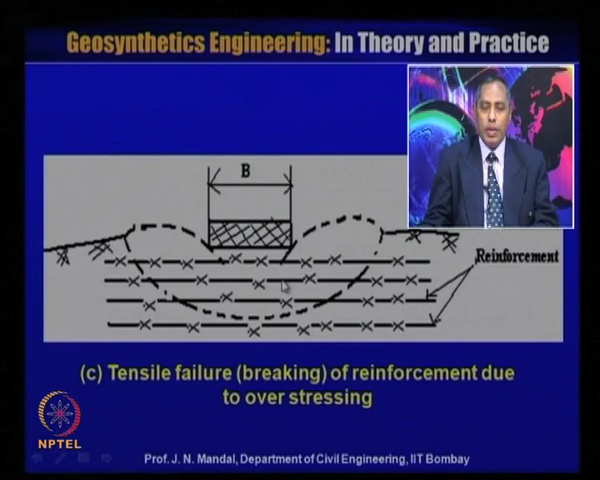 Geosynthetics Engineering: In Theory and Practice
B
Reinforcement
(c) Tensile failure (breaking) of reinforcement due
to over stressing
NPTEL
Prof. J. N. Mandal, Department of Civil Engineering, IIT Bombay